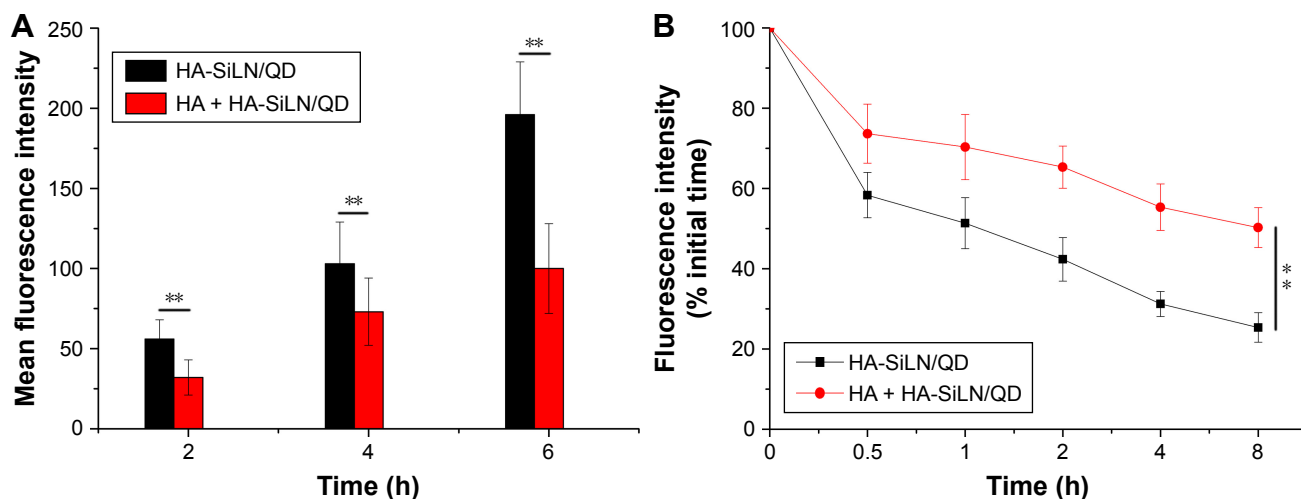 A
Mean fluorescence intensity
250
200
150
100
50
0
HA-SiLN/QD
HA + HA-SiLN/QD
**
**
**
2
4
6
Time (h)
B
Fluorescence intensity
(% initial time)
100
80
60
40
20
0
HA-SiLN/QD
HA + HA-SiLN/QD
**
0
0.5
1
2
4
8
Time (h)